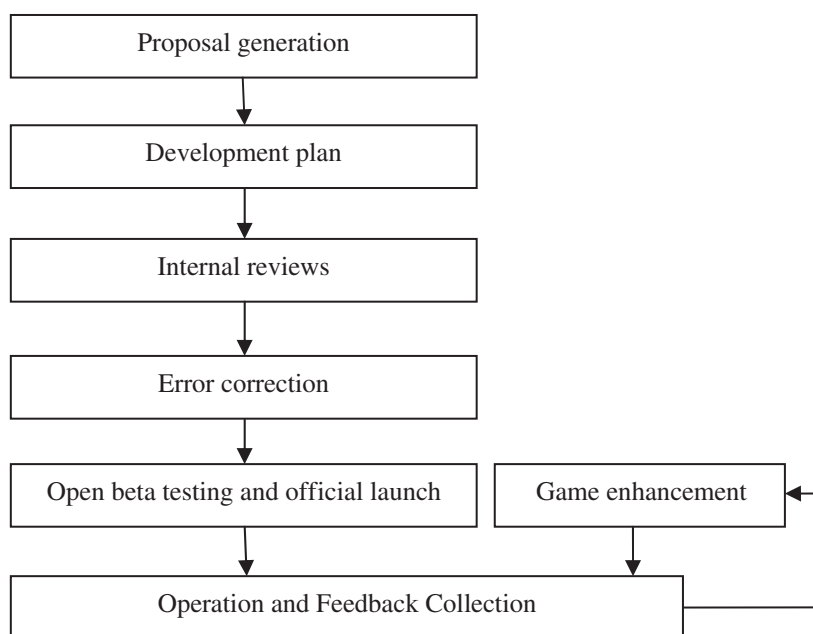 Proposal generation
Development plan
Internal reviews
Error correction
Open beta testing and official launch
Game enhancement
Operation and Feedback Collection